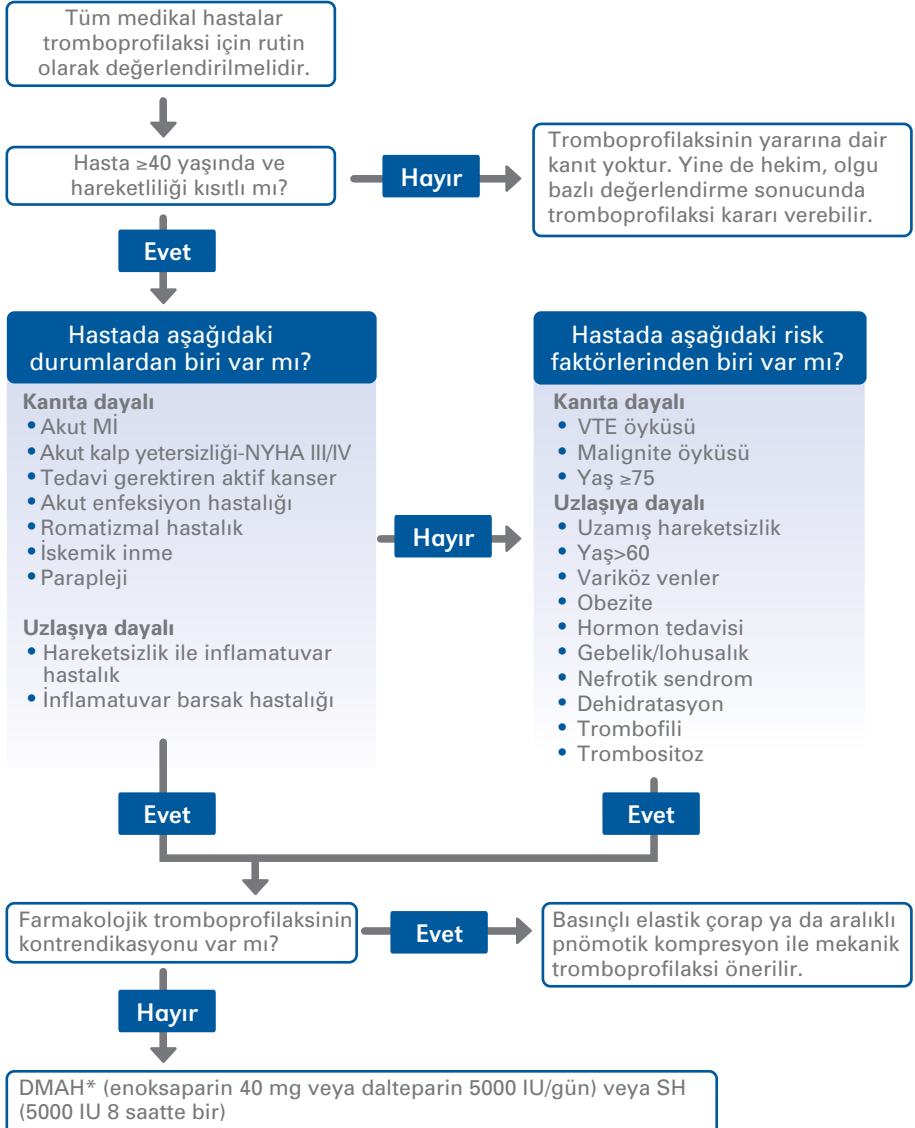 Tüm medikal hastalar
tromboprofilaksi için rutin
olarak değerlendirilmelidir.
Hasta ≥40 yaşında ve
hareketliliği kısıtlı mı?
Hayır
Tromboprofilaksinin yararına dair
kanıt yoktur. Yine de hekim, olgu
bazlı değerlendirme sonucunda
tromboprofilaksi kararı verebilir.
Evet
Hastada aşağıdaki
durumlardan biri var mı?
Kanıta dayalı
• Akut Mİ
• Akut kalp yetersizliği-NYHA III/IV
• Tedavi gerektiren aktif kanser
• Akut enfeksiyon hastalığı
• Romatizmal hastalık
• İskemik inme
• Parapleji
Uzlaşıya dayalı
• Hareketsizlik ile inflamatuvar
hastalık
• İnflamatuvar barsak hastalığı
Hayır
Hastada aşağıdaki risk
faktörlerinden biri var mı?
Kanıta dayalı
• VTE öyküsü
• Malignite öyküsü
• Yaş ≥75
Uzlaşıya dayalı
• Uzamış hareketsizlik
• Yaş>60
• Variköz venler
• Obezite
• Hormon tedavisi
• Gebelik/lohusalık
• Nefrotik sendrom
• Dehidratasyon
• Trombofili
• Trombositoz
Evet
Evet
Farmakolojik tromboprofilaksinin
kontrendikasyonu var mı?
Evet
Basınçlı elastik çorap ya da aralıklı
pnömotik kompresyon ile mekanik
tromboprofilaksi önerilir.
Hayır
DMAH* (enoksaparin 40 mg veya dalteparin 5000 IU/gün) veya SH
(5000 IU 8 saatte bir)